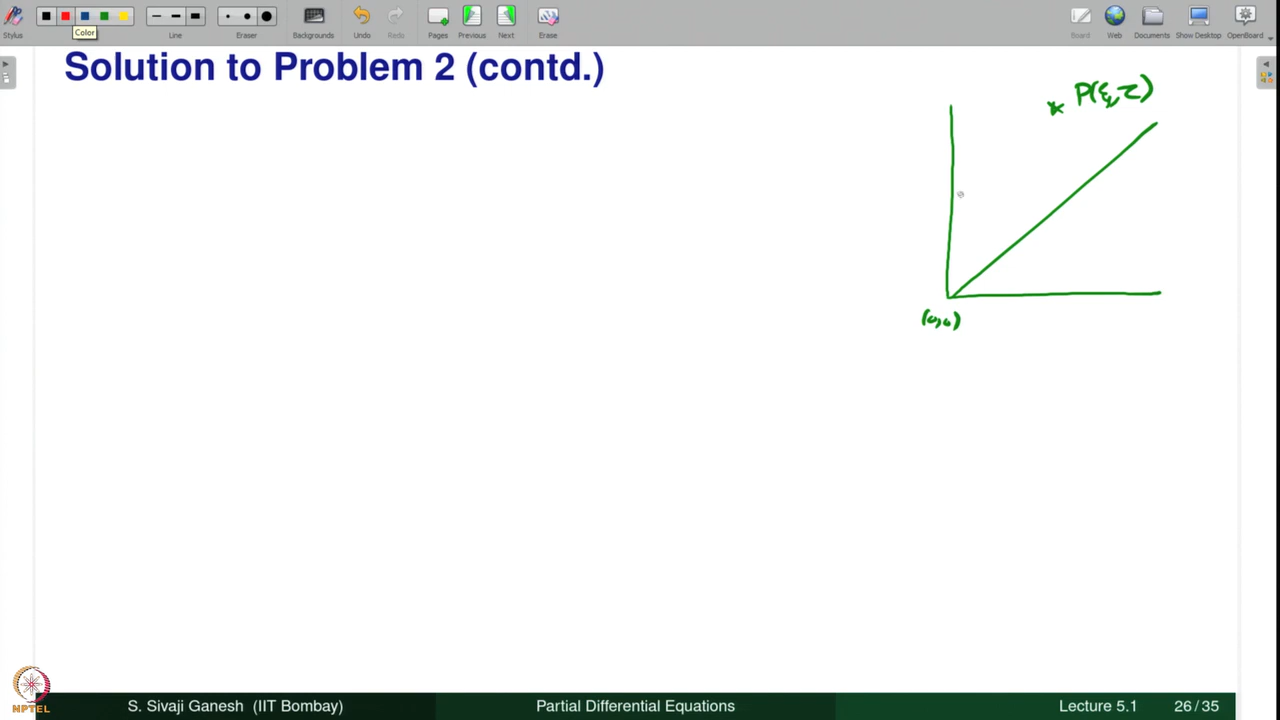 Stylus
Color
Line
Eraser
Backgrounds
Undo
Redo
Pages
Previous
Next
Erase
Board
Web
Documents
Show Desktop
OpenBoard
Solution to Problem 2 (contd.)
P(ξ,τ)
(0,0)
NPTEL
S. Sivaji Ganesh (IIT Bombay)
Partial Differential Equations
Lecture 5.1
26/35